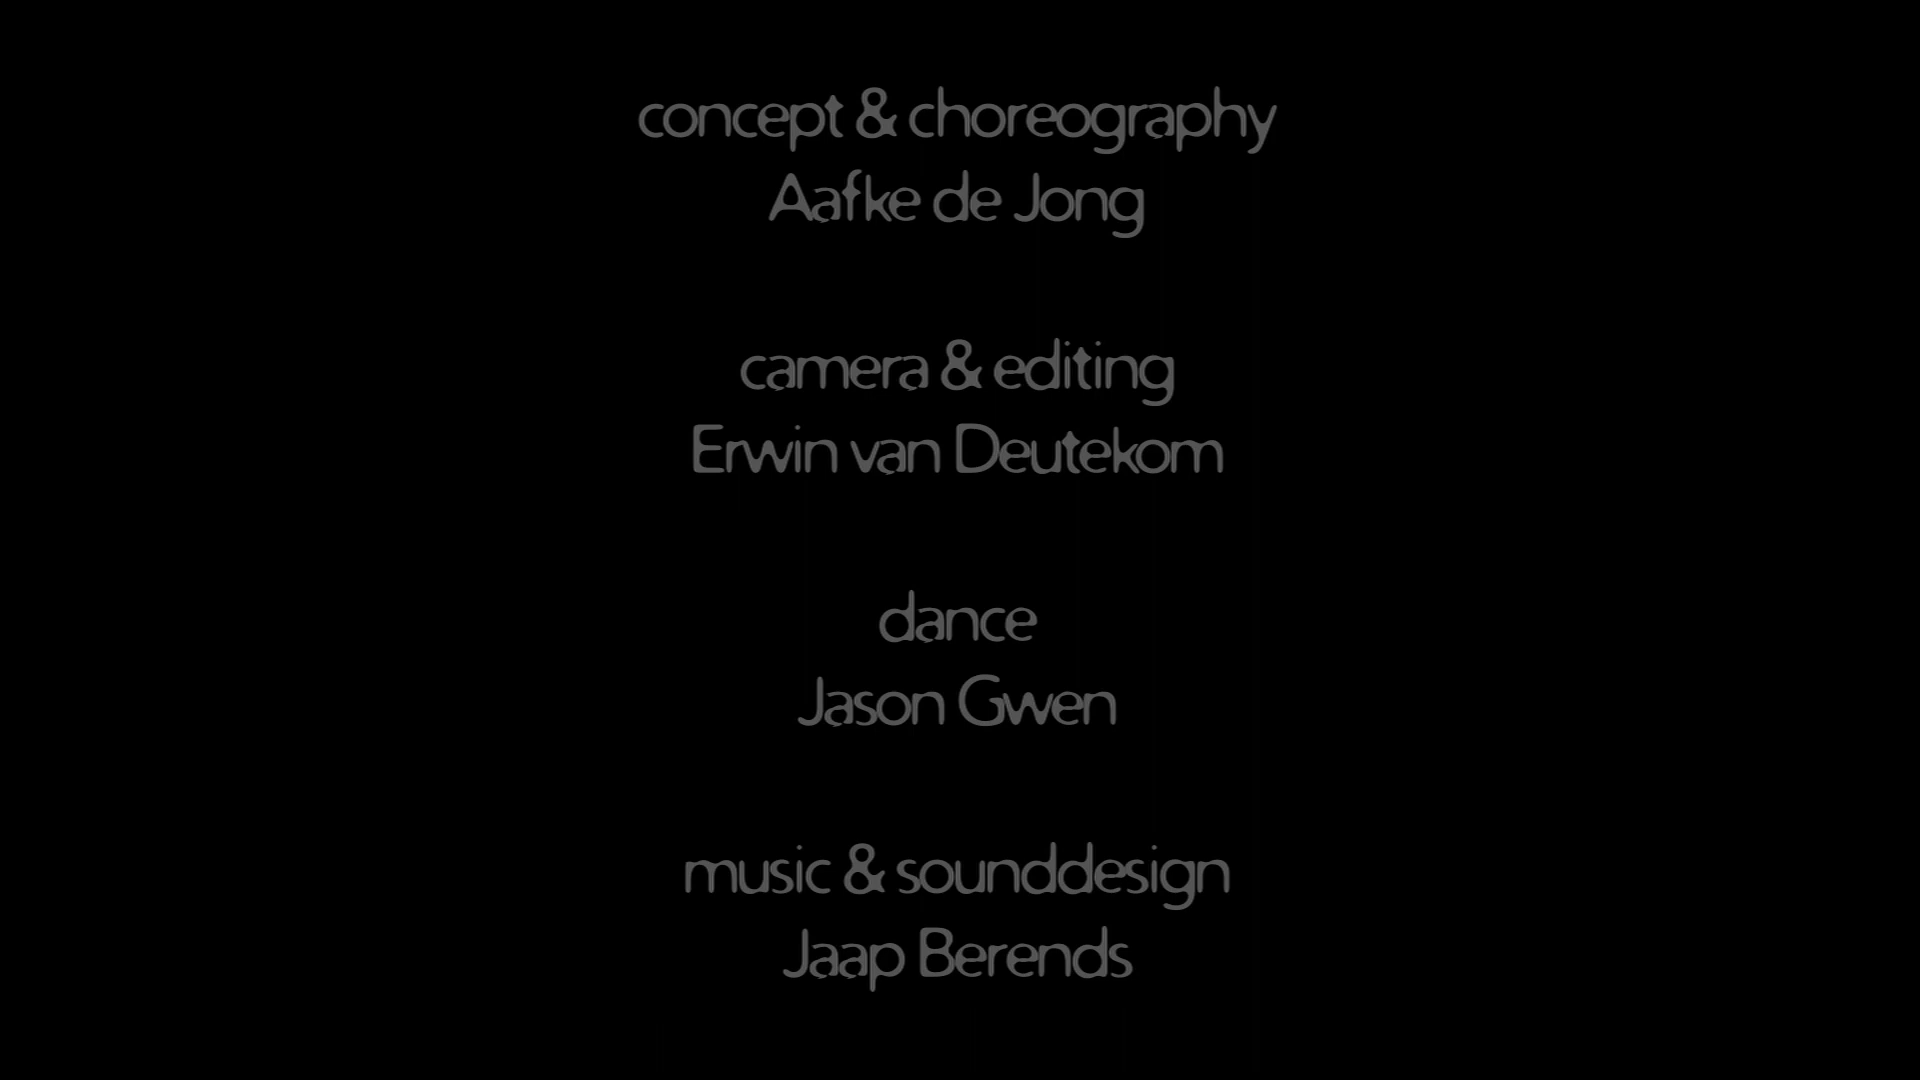 concept & choreography
Aafke de Jong
camera & editing
Erwin van Deutekom
dance
Jason Gwen
music & sounddesign
Jaap Berends